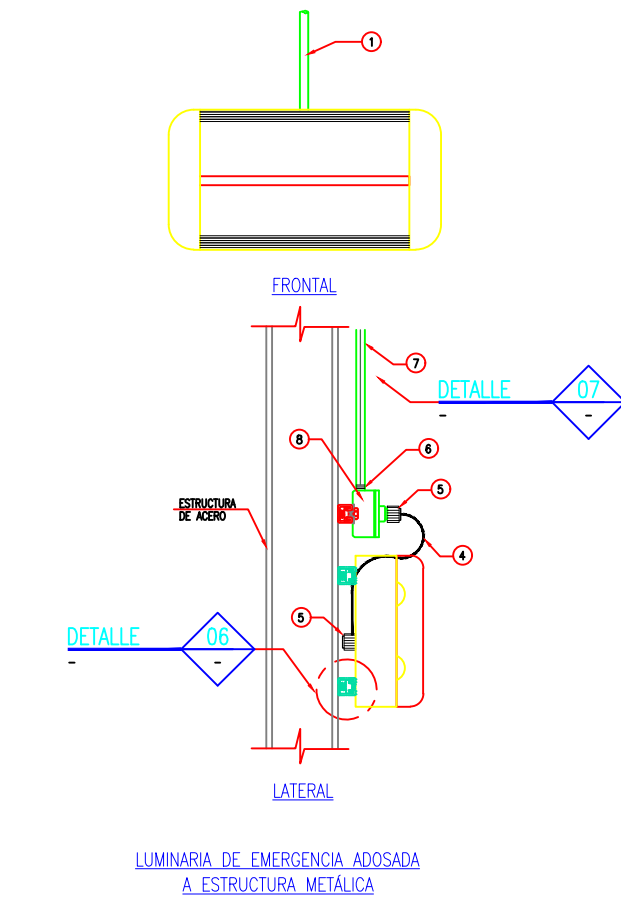 1
FRONTAL
7
DETALLE 07
- -
8
6
5
ESTRUCTURA
DE ACERO
4
5
DETALLE 06
- -
LATERAL
LUMINARIA DE EMERGENCIA ADOSADA
A ESTRUCTURA METÁLICA